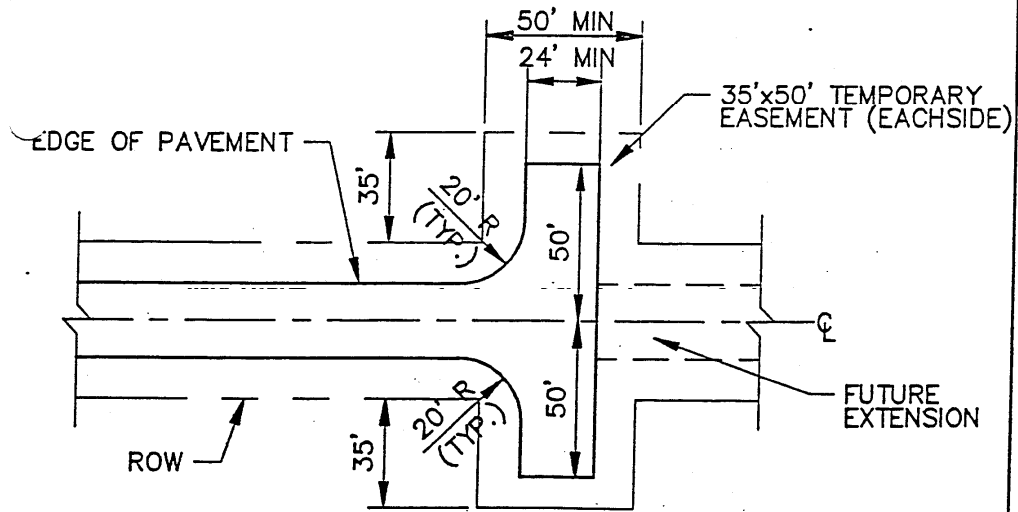 50' MIN
24' MIN
35'x50' TEMPORARY
EASEMENT (EACHSIDE)
EDGE OF PAVEMENT
35'
20' R
(TYP.)
50'
℄
50'
20' R
(TYP.)
35'
FUTURE
EXTENSION
ROW